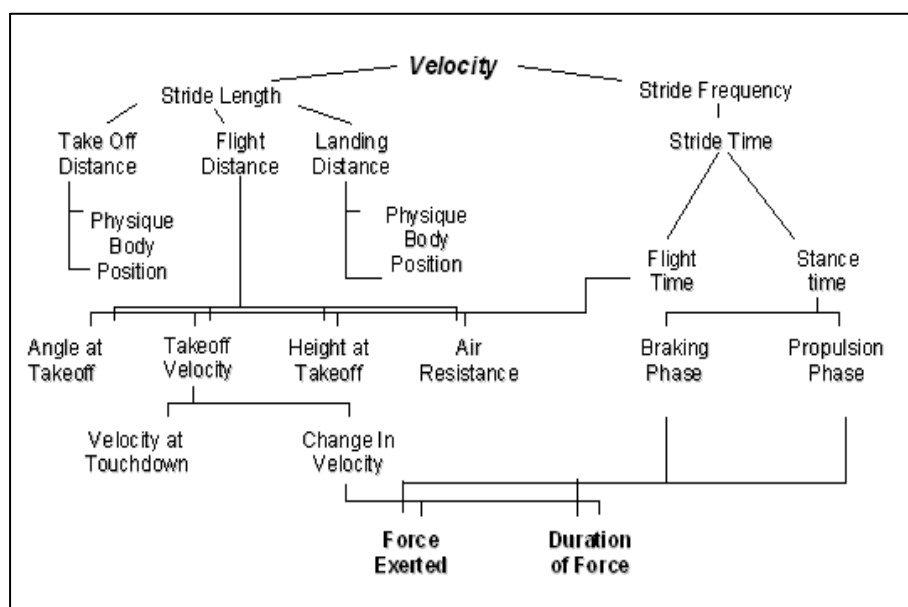 Velocity
Stride Length
Stride Frequency
Take Off
Distance
Flight
Distance
Landing
Distance
Stride Time
Physique
Body
Position
Physique
Body
Position
Flight
Time
Stance
time
Angle at
Takeoff
Takeoff
Velocity
Height at
Takeoff
Air
Resistance
Braking
Phase
Propulsion
Phase
Velocity at
Touchdown
Change In
Velocity
Force
Exerted
Duration
of Force